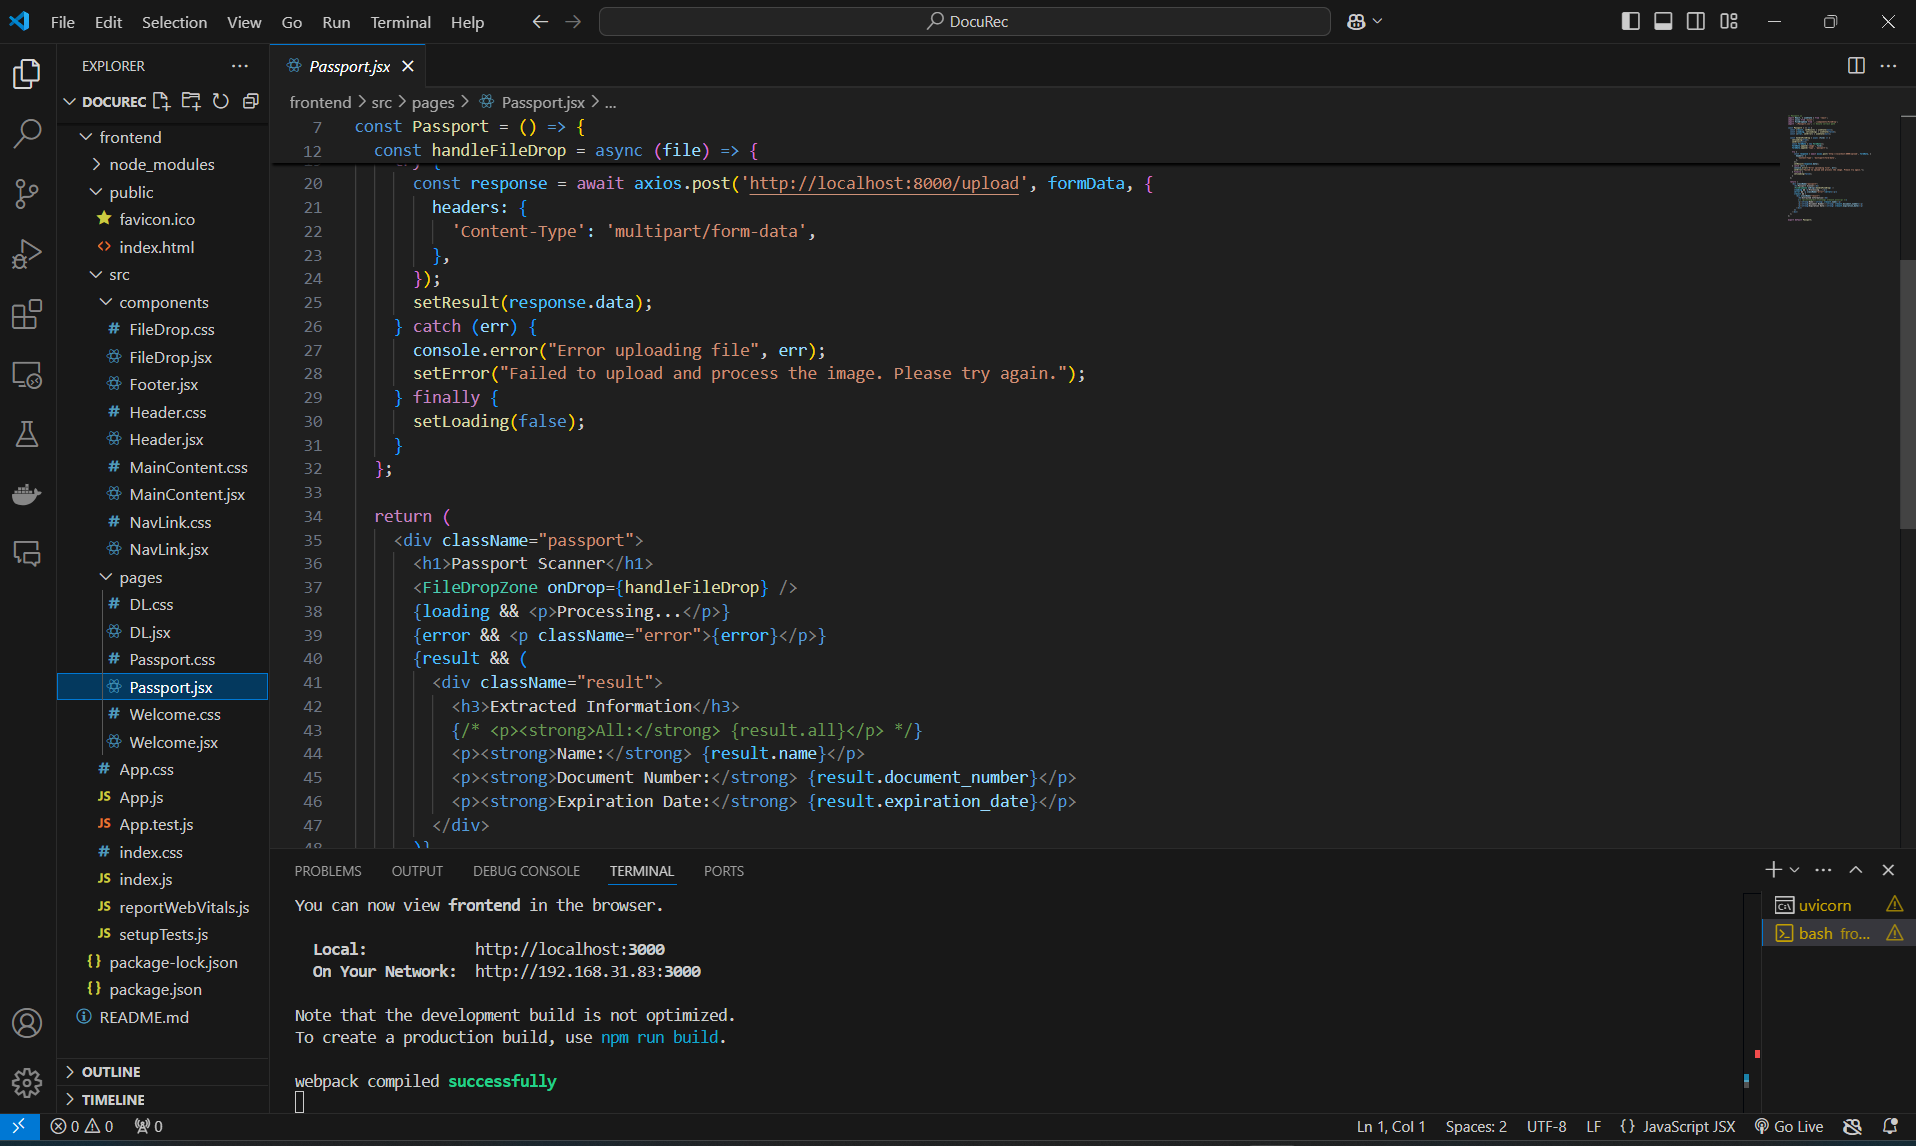 File Edit Selection View Go Run Terminal Help
DocuRec
EXPLORER
DOCUREC
frontend
node_modules
public
favicon.ico
index.html
src
components
FileDrop.css
FileDrop.jsx
Footer.jsx
Header.css
Header.jsx
MainContent.css
MainContent.jsx
NavLink.css
NavLink.jsx
pages
DL.css
DL.jsx
Passport.css
Passport.jsx
Welcome.css
Welcome.jsx
App.css
App.js
App.test.js
index.css
index.js
reportWebVitals.js
setupTests.js
package-lock.json
package.json
README.md
OUTLINE
TIMELINE
Passport.jsx
frontend > src > pages > Passport.jsx > ...
7 const Passport = () => {
12 const handleFileDrop = async (file) => {
20 const response = await axios.post('http://localhost:8000/upload', formData, {
21 headers: {
22 'Content-Type': 'multipart/form-data',
23 },
24 });
25 setResult(response.data);
26 } catch (err) {
27 console.error("Error uploading file", err);
28 setError("Failed to upload and process the image. Please try again.");
29 } finally {
30 setLoading(false);
31 }
32 };
33
34 return (
35 <div className="passport">
36 <h1>Passport Scanner</h1>
37 <FileDropZone onDrop={handleFileDrop} />
38 {loading && <p>Processing...</p>}
39 {error && <p className="error">{error}</p>}
40 {result && (
41 <div className="result">
42 <h3>Extracted Information</h3>
43 {/* <p><strong>All:</strong> {result.all}</p> */}
44 <p><strong>Name:</strong> {result.name}</p>
45 <p><strong>Document Number:</strong> {result.document_number}</p>
46 <p><strong>Expiration Date:</strong> {result.expiration_date}</p>
47 </div>
48 )}
PROBLEMS OUTPUT DEBUG CONSOLE TERMINAL PORTS
You can now view frontend in the browser.
Local: http://localhost:3000
On Your Network: http://192.168.31.83:3000
Note that the development build is not optimized.
To create a production build, use npm run build.
webpack compiled successfully
uvicorn
bash fro...
0 0 0
Ln 1, Col 1 Spaces: 2 UTF-8 LF {} JavaScript JSX Go Live